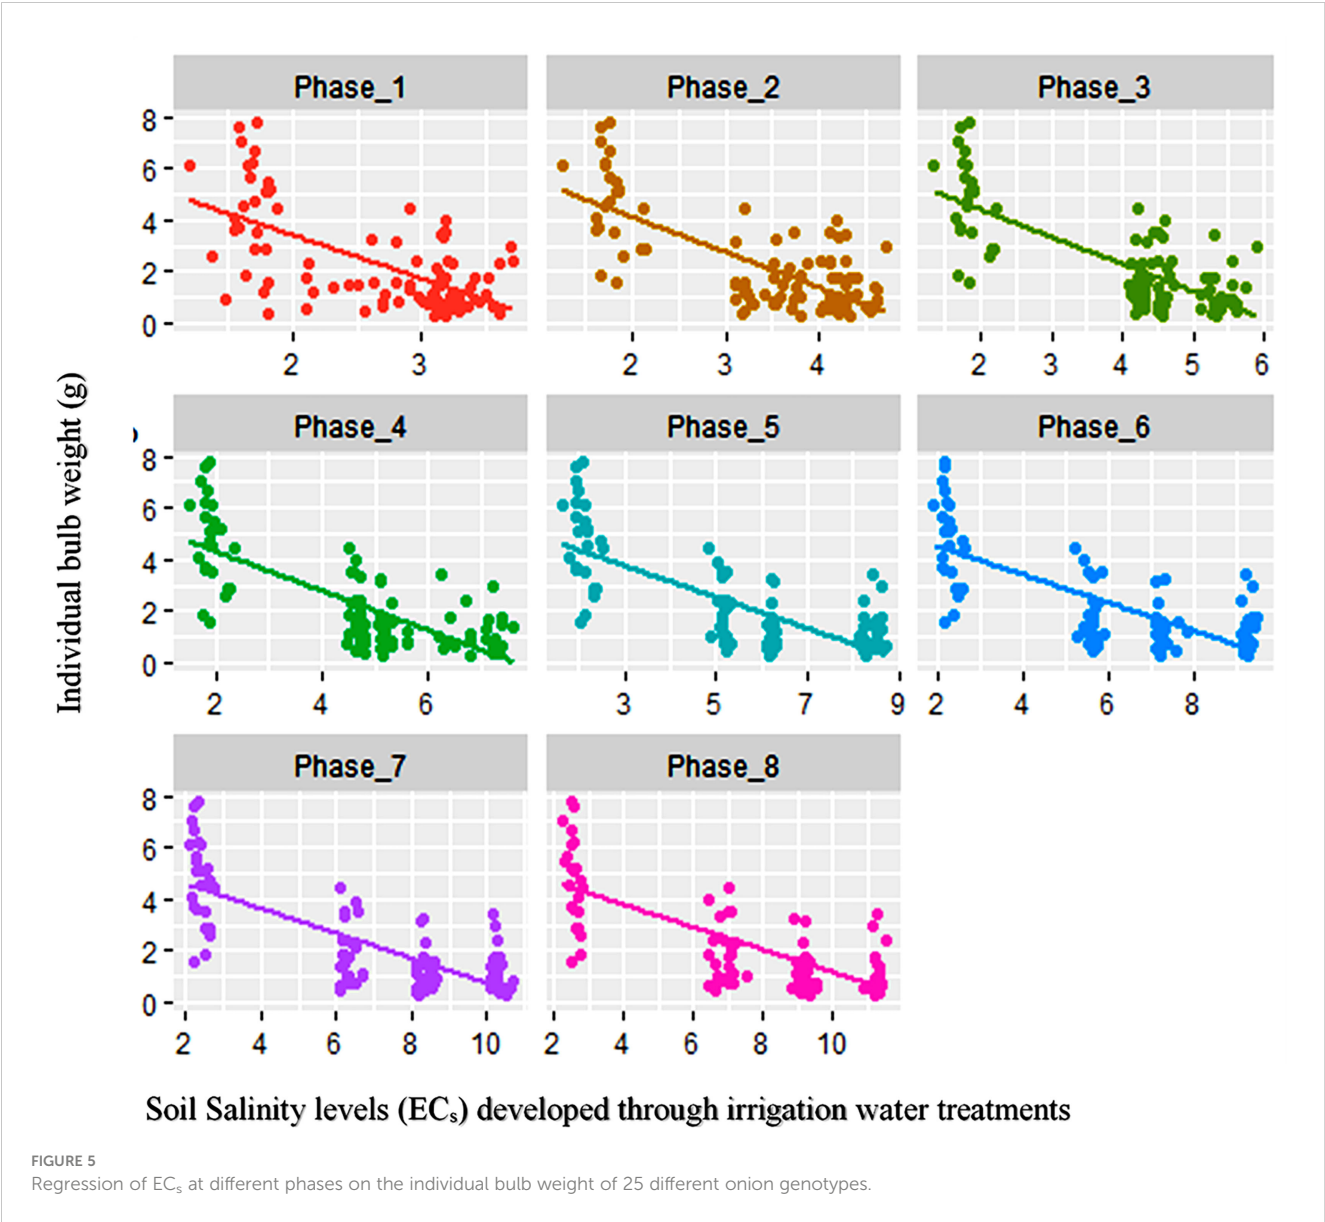 Phase_1 Phase_2 Phase_3
8
6
4
2
0
2 3
2 3 4
2 3 4 5 6
Phase_4 Phase_5 Phase_6
8
6
4
2
0
2 4 6
3 5 7 9
2 4 6 8
Phase_7 Phase_8
8
6
4
2
0
2 4 6 8 10
2 4 6 8 10
Individual bulb weight (g)
Soil Salinity levels (ECs) developed through irrigation water treatments
FIGURE 5
Regression of ECs at different phases on the individual bulb weight of 25 different onion genotypes.